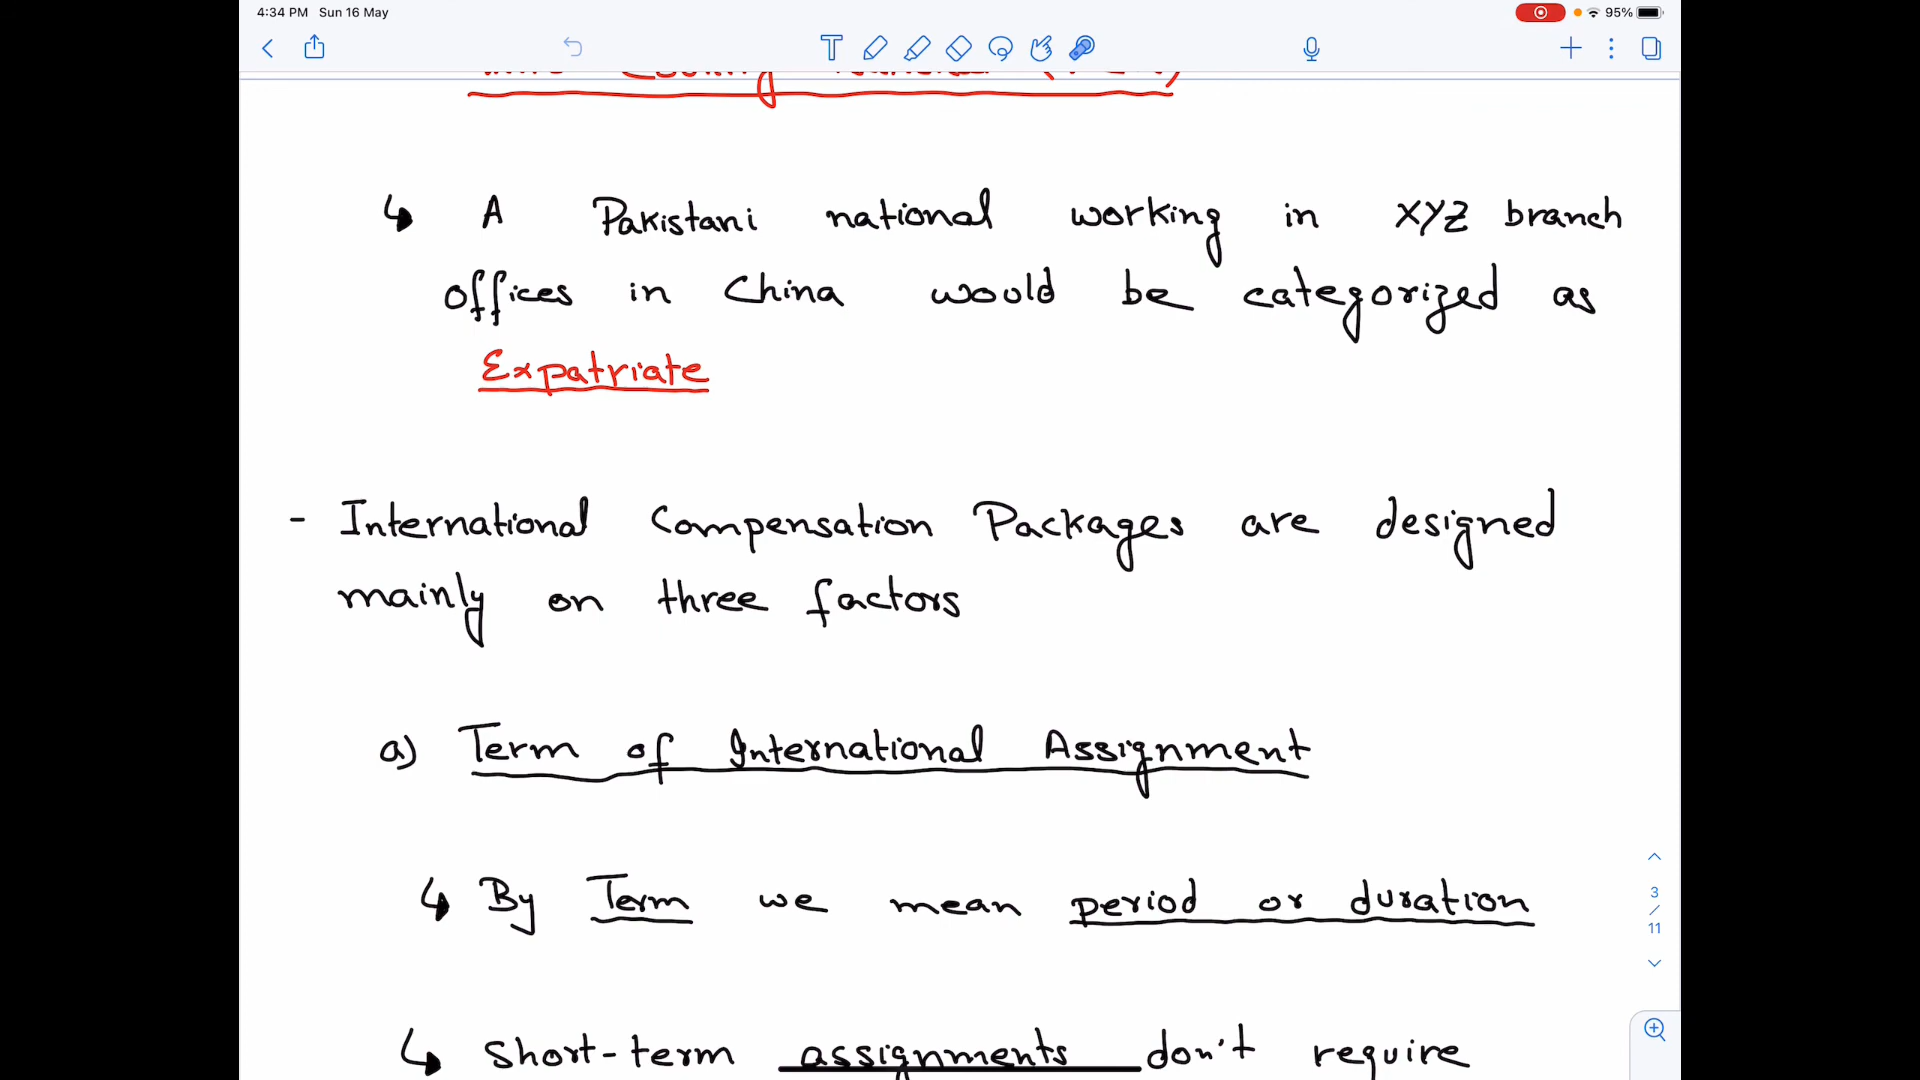 4:34 PM Sun 16 May
95%
↳ A Pakistani national working in XYZ branch
offices in China would be categorized as
Expatriate
- International Compensation Packages are designed
mainly on three factors
a) Term of International Assignment
↳ By Term we mean period or duration
3
/
11
↳ Short-term assignments don't require